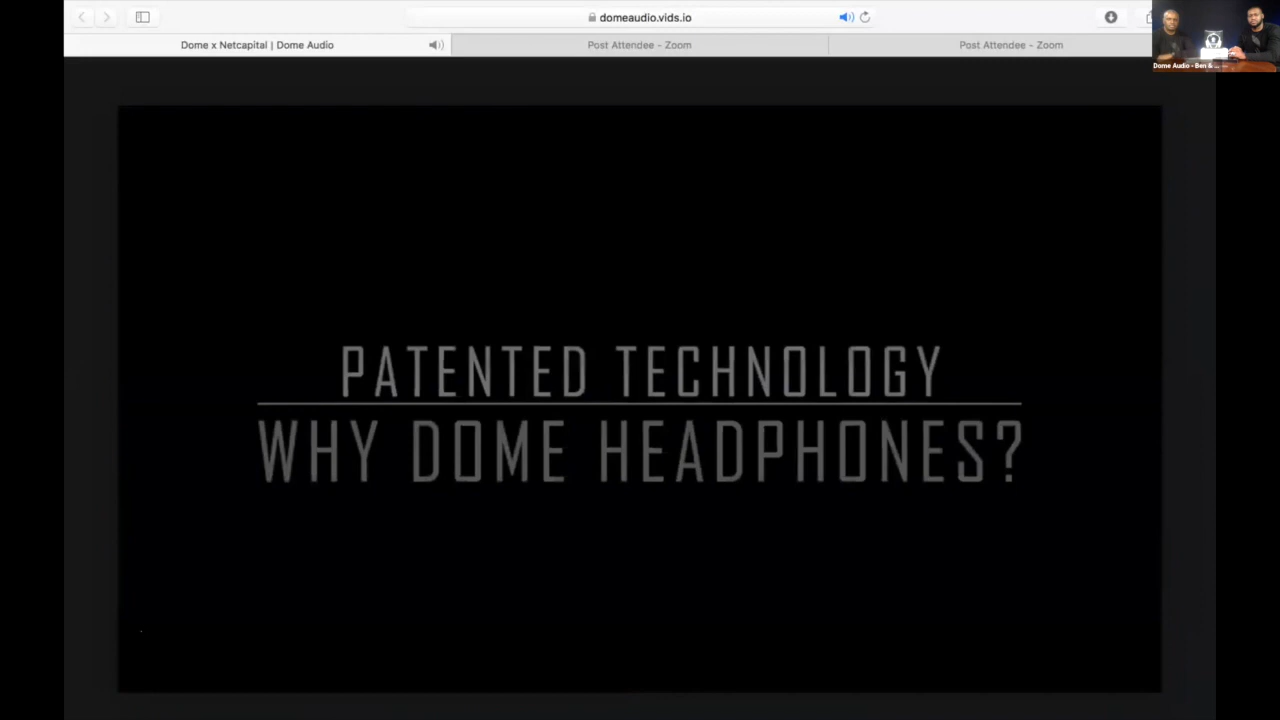 domeaudio.vids.io
Dome x Netcapital | Dome Audio
Post Attendee - Zoom
Post Attendee - Zoom
Dome Audio - Ben &
PATENTED TECHNOLOGY
WHY DOME HEADPHONES?